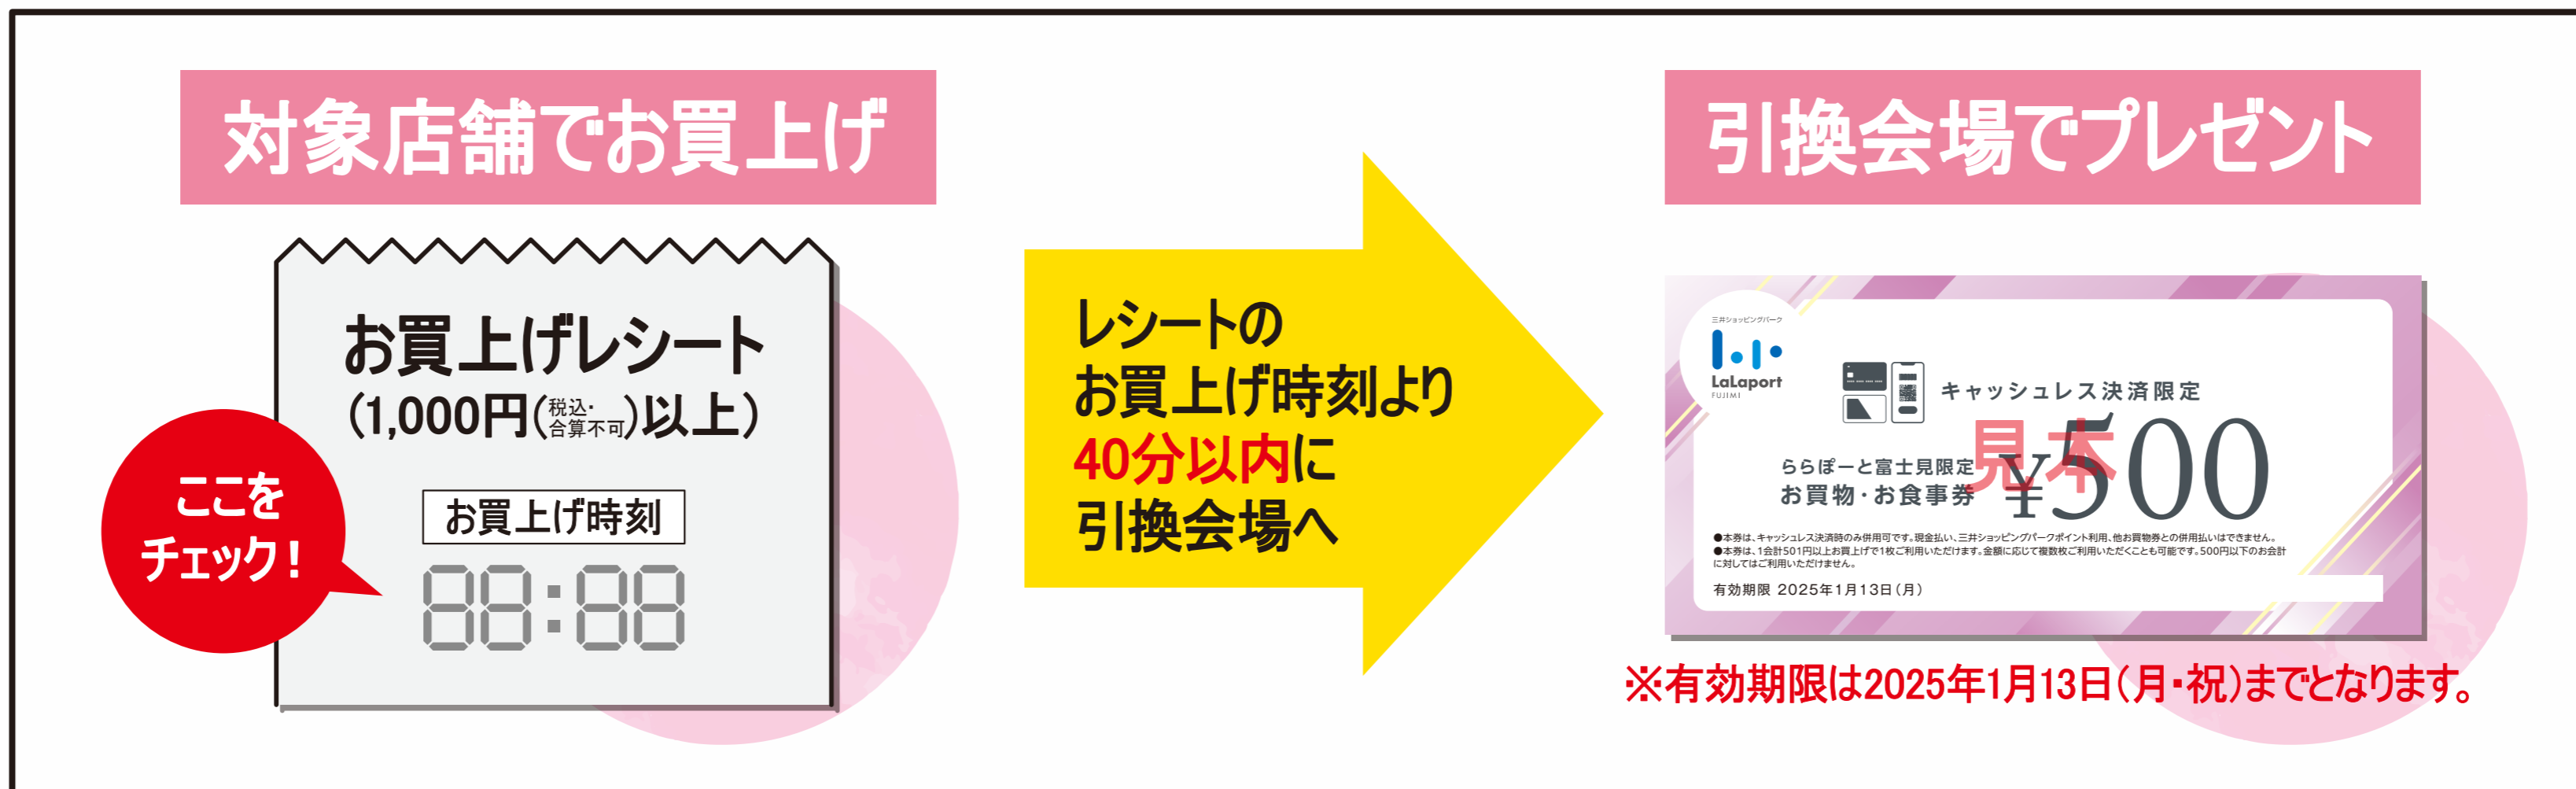 対象店舗でお買上げ
お買上げレシート
(1,000円(税込・合算不可)以上)
ここを
チェック!
お買上げ時刻
88:88
レシートの
お買上げ時刻より
40分以内に
引換会場へ
引換会場でプレゼント
三井ショッピングパーク
LaLaport
FUJIMI
キャッシュレス決済限定
ららぽーと富士見限定
お買物・お食事券
¥500
見本
●本券は、キャッシュレス決済時のみ併用可です。現金払い、三井ショッピングパークポイント利用、他お買物券との併用払いはできません。
●本券は、1会計501円以上お買上げで1枚ご利用いただけます。金額に応じて複数枚ご利用いただくことも可能です。500円以下のお会計
に対してはご利用いただけません。
有効期限 2025年1月13日(月)
※有効期限は2025年1月13日(月・祝)までとなります。